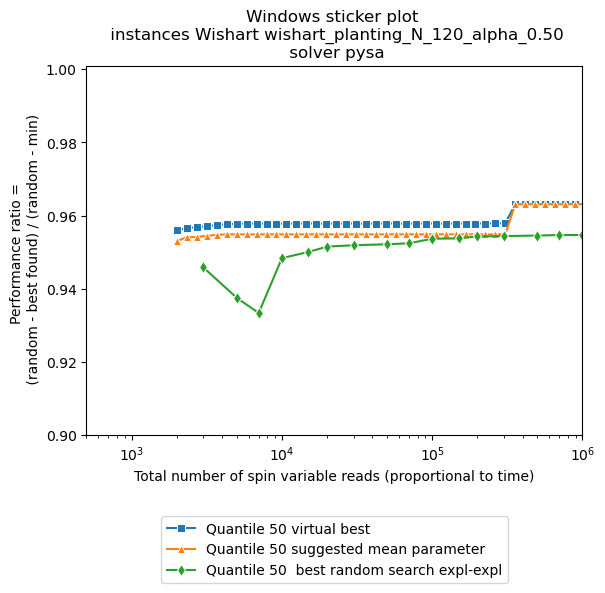 Windows sticker plot
instances Wishart wishart_planting_N_120_alpha_0.50
solver pysa
Performance ratio =
(random - best found) / (random - min)
1.00
0.98
0.96
0.94
0.92
0.90
10³
10⁴
10⁵
10⁶
Total number of spin variable reads (proportional to time)
Quantile 50 virtual best
Quantile 50 suggested mean parameter
Quantile 50  best random search expl-expl